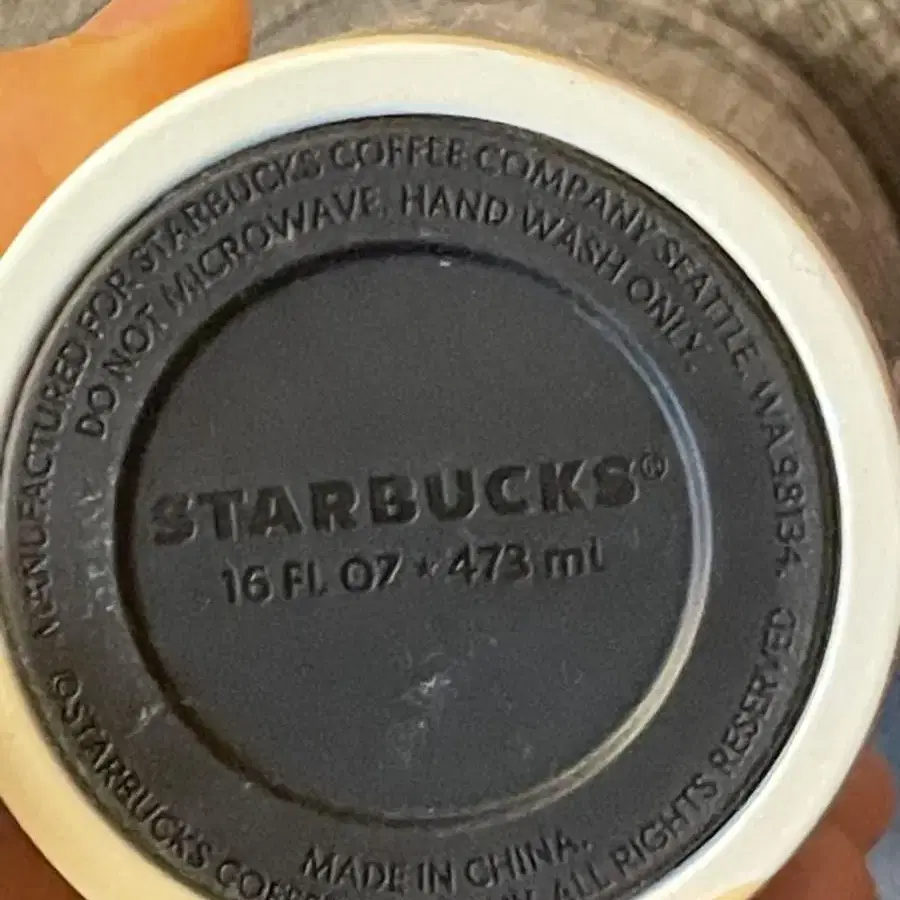 MANUFACTURED FOR STARBUCKS COFFEE COMPANY SEATTLE, WA 98134.
DO NOT MICROWAVE. HAND WASH ONLY.
STARBUCKS®
16 FL OZ • 473 ml
MADE IN CHINA.
©STARBUCKS ALL RIGHTS RESERVED